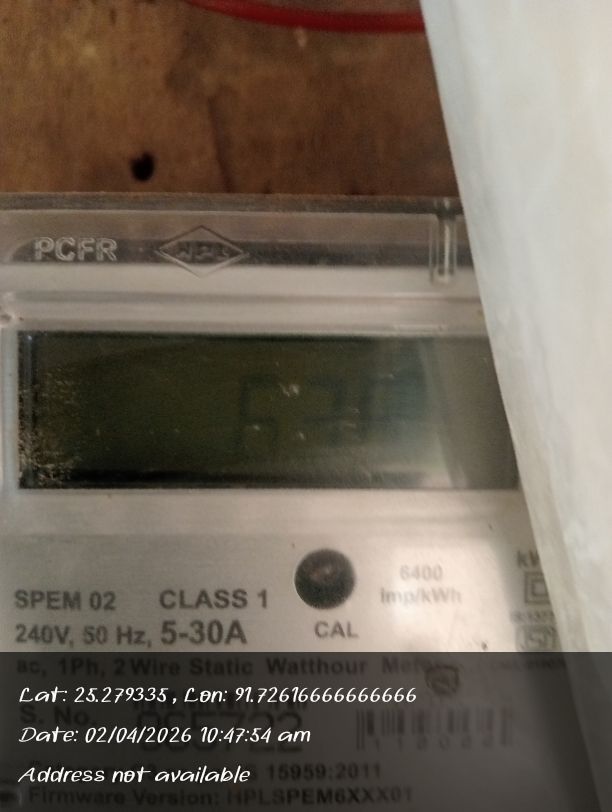 PCFR
HPL
SPEM 02 CLASS 1
6400
imp/kWh
240V, 50 Hz, 5-30A
CAL
ac, 1Ph, 2 Wire Static Watthour
Lat: 25.279335, Lon: 91.72616666666666
S. No.
Date: 02/04/2026 10:47:54 am
Address not available
15959:2011
Firmware Version: HPLSPEM6XXX01